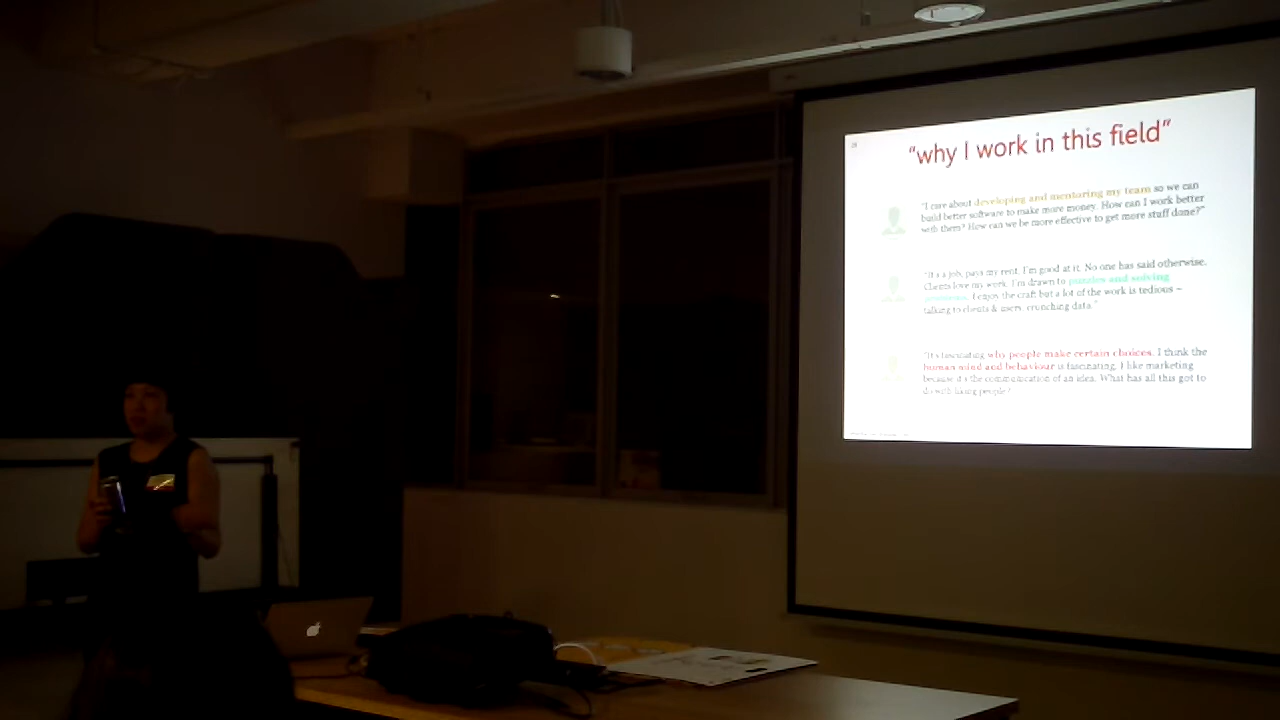 "why I work in this field"
"I care about developing and mentoring my team so we can
build better software to make more money. How can I work better
with them? How can we be more effective to get more stuff done?"
"It's a job, pays my rent. I'm good at it. No one has said otherwise.
Clients love my work. I'm drawn to puzzles and solving
problems. I enjoy the craft but a lot of the work is tedious –
talking to clients & users, crunching data."
"It's fascinating why people make certain choices. I think the
human mind and behaviour is fascinating. I like marketing
because it's the communication of an idea. What has all this got to
do with hiring people?